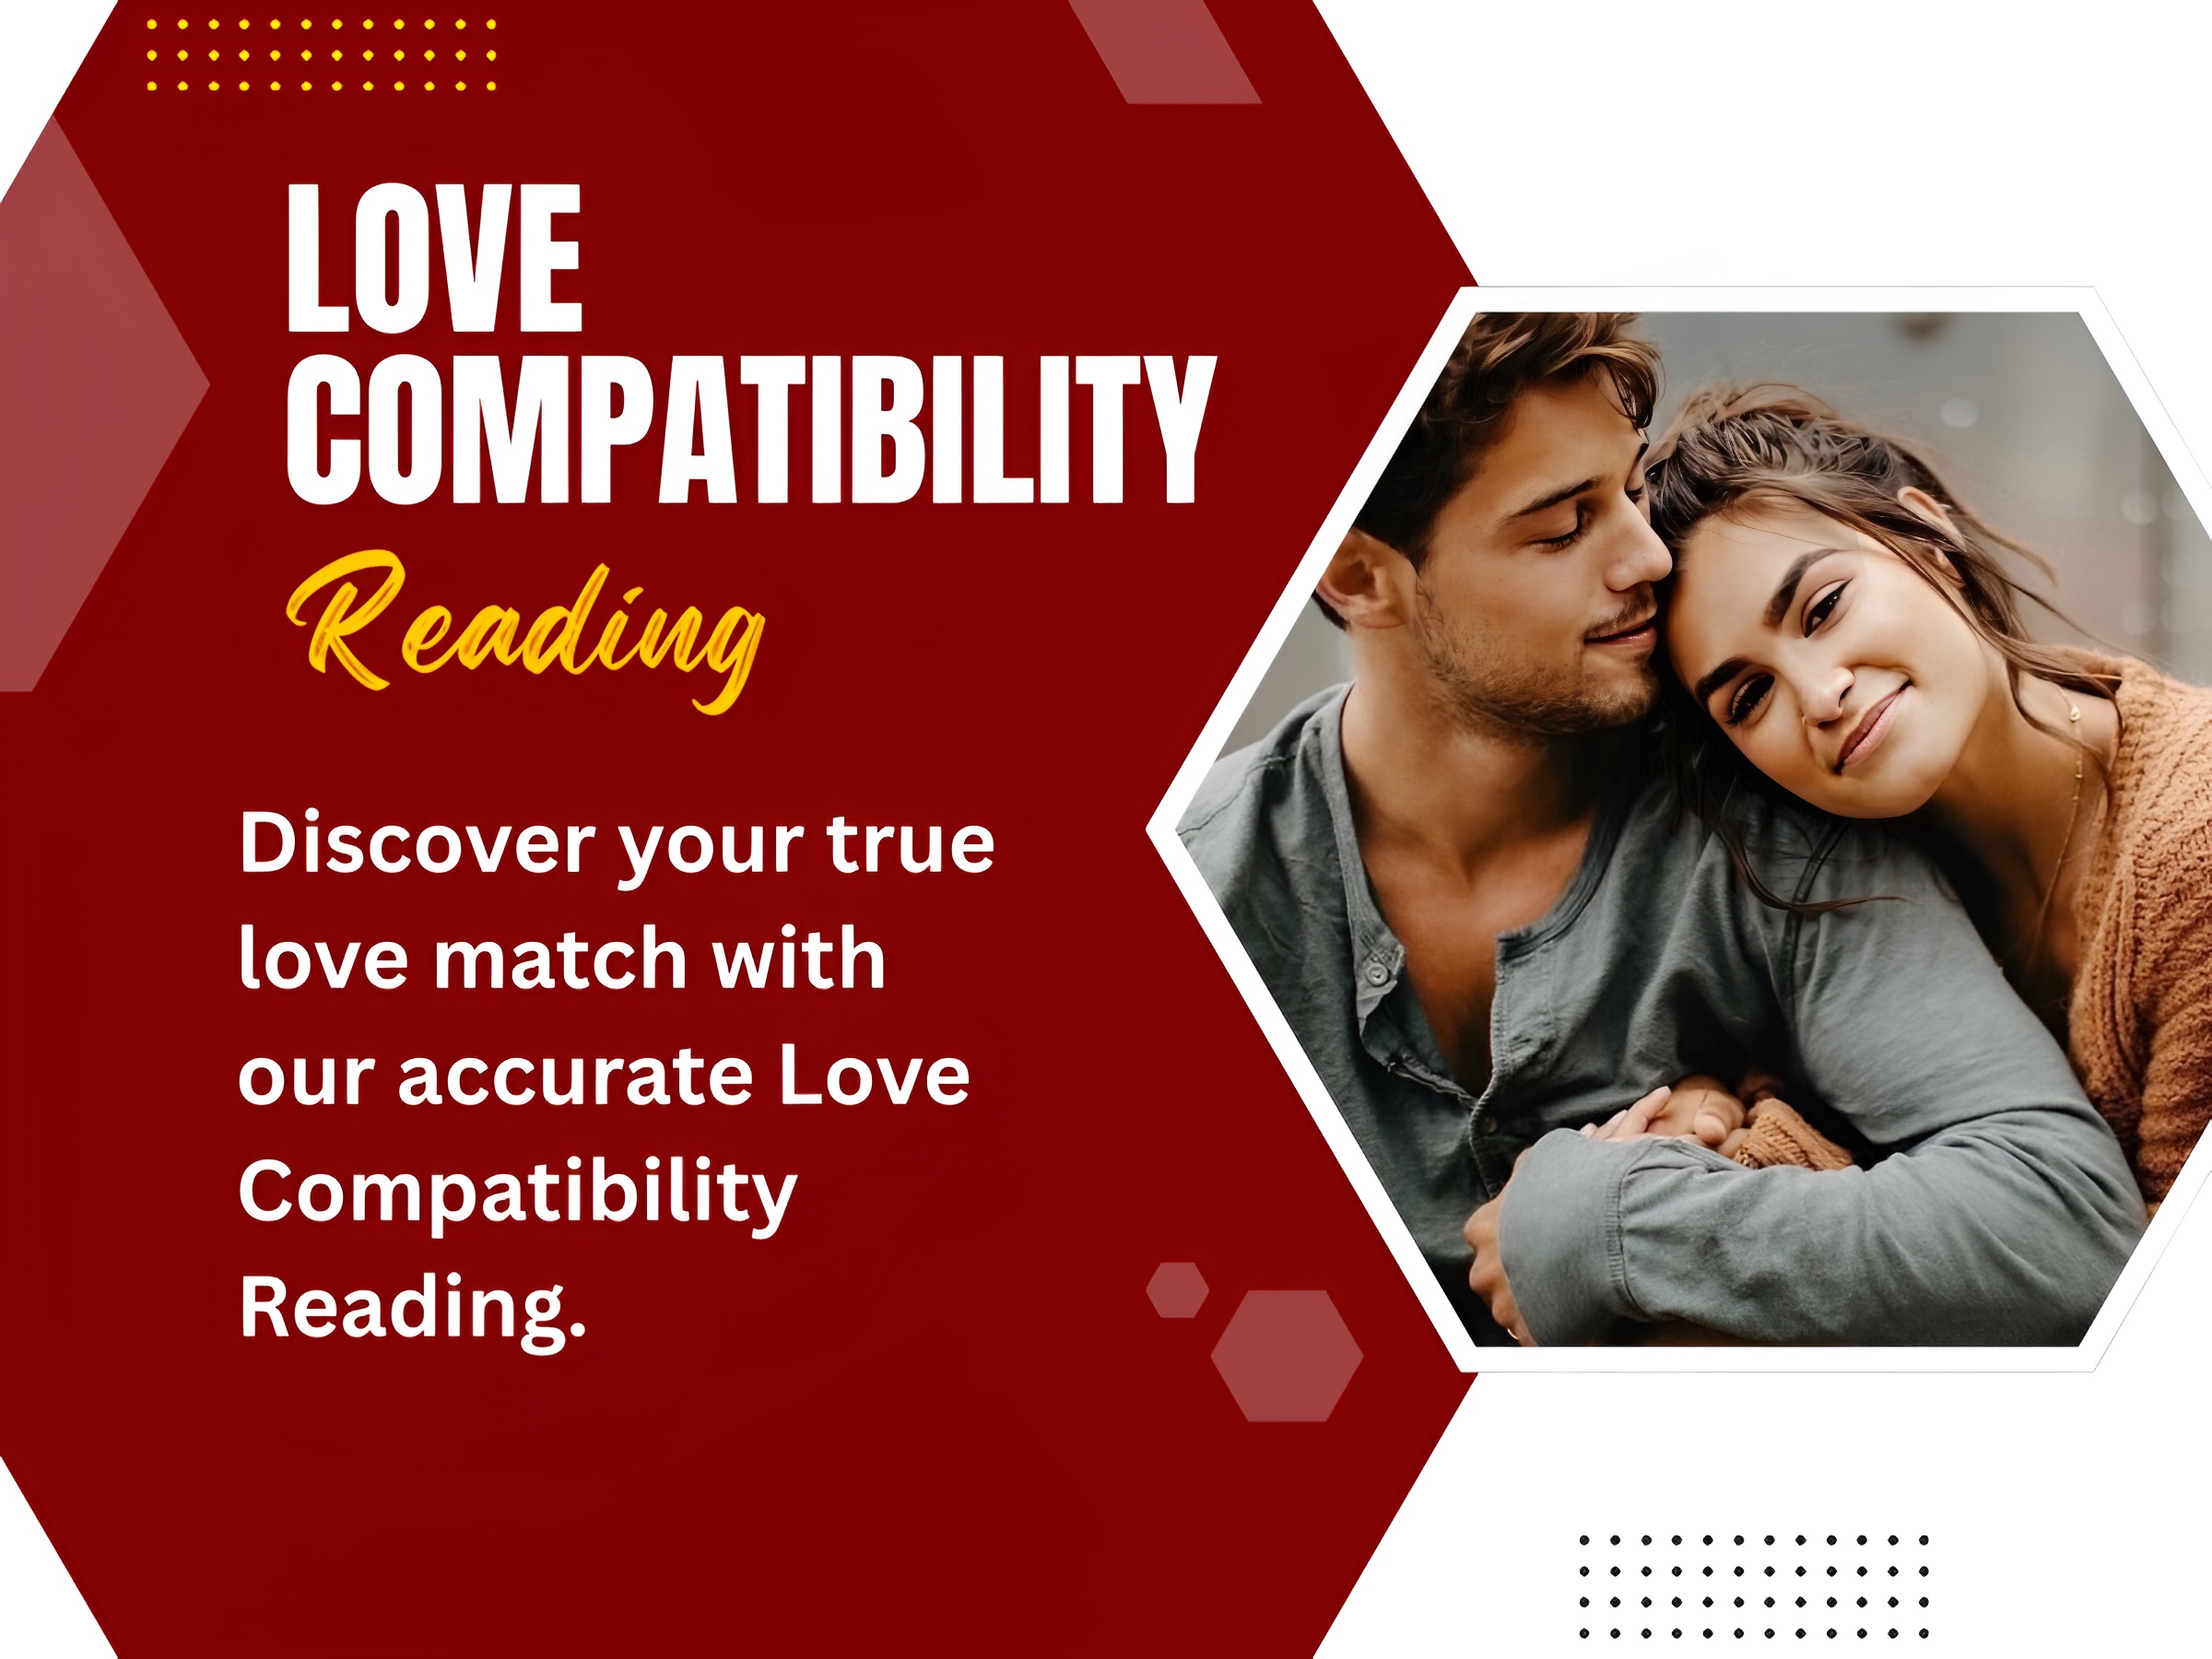 LOVE
COMPATIBILITY
Reading
Discover your true
love match with
our accurate Love
Compatibility
Reading.